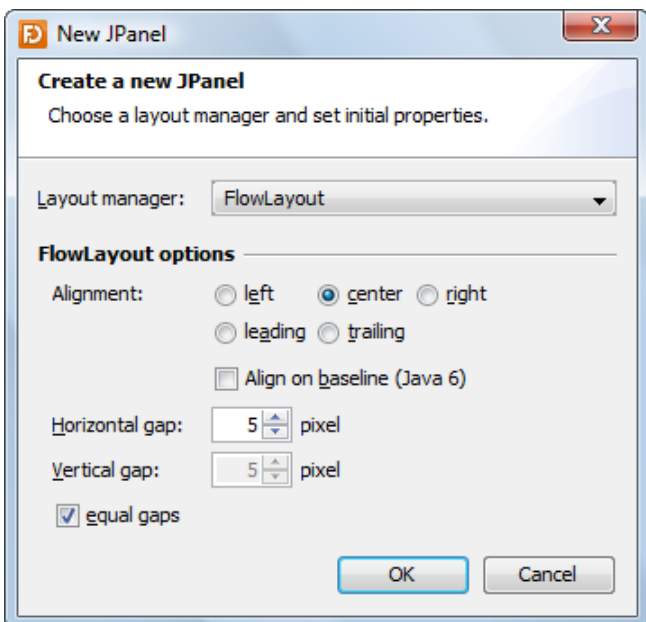 New JPanel
Create a new JPanel
Choose a layout manager and set initial properties.
Layout manager: FlowLayout
FlowLayout options
Alignment: left center right
leading trailing
Align on baseline (Java 6)
Horizontal gap: 5 pixel
Vertical gap: 5 pixel
equal gaps
OK Cancel